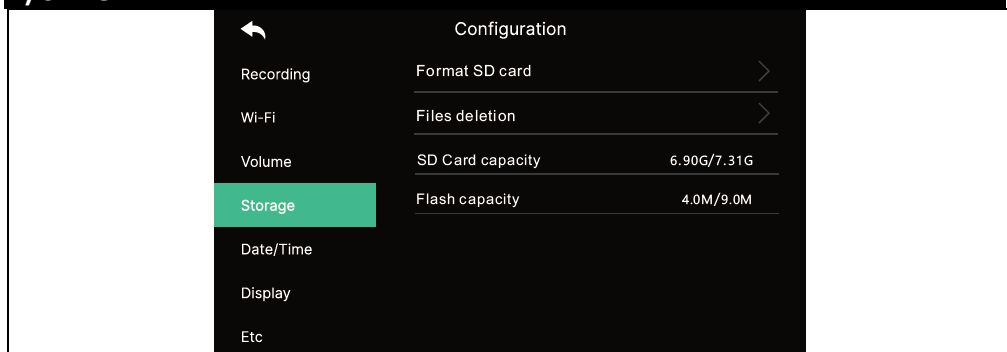 Configuration
Recording
Format SD card
Wi-Fi
Files deletion
Volume
SD Card capacity 6.90G/7.31G
Storage
Flash capacity 4.0M/9.0M
Date/Time
Display
Etc